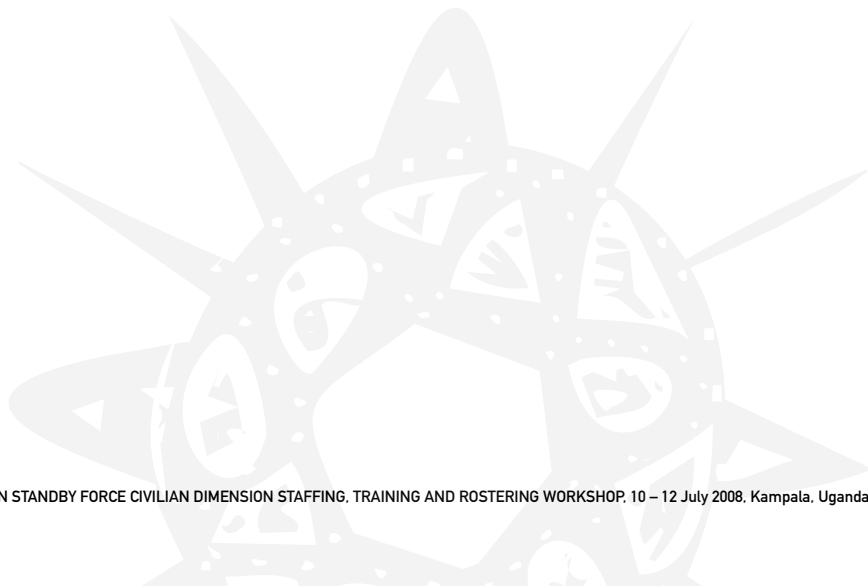 N STANDBY FORCE CIVILIAN DIMENSION STAFFING, TRAINING AND ROSTERING WORKSHOP, 10 – 12 July 2008, Kampala, Uganda